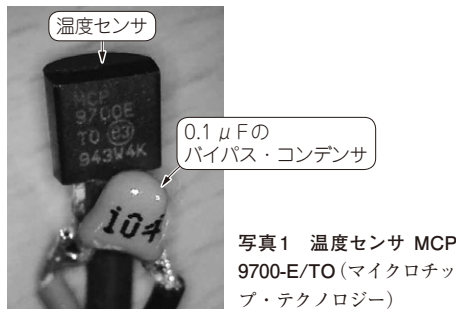 温度センサ
MCP
9700E
TO e3
943W4K
0.1 μFの
バイパス・コンデンサ
104
写真1 温度センサ MCP
9700-E/TO(マイクロチッ
プ・テクノロジー)